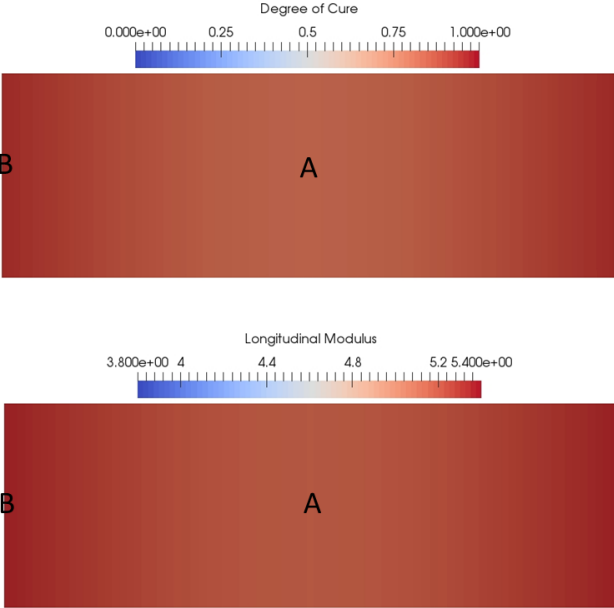 Degree of Cure
0.000e+00 0.25 0.5 0.75 1.000e+00
B A
Longitudinal Modulus
3.800e+00 4 4.4 4.8 5.2 5.400e+00
B A